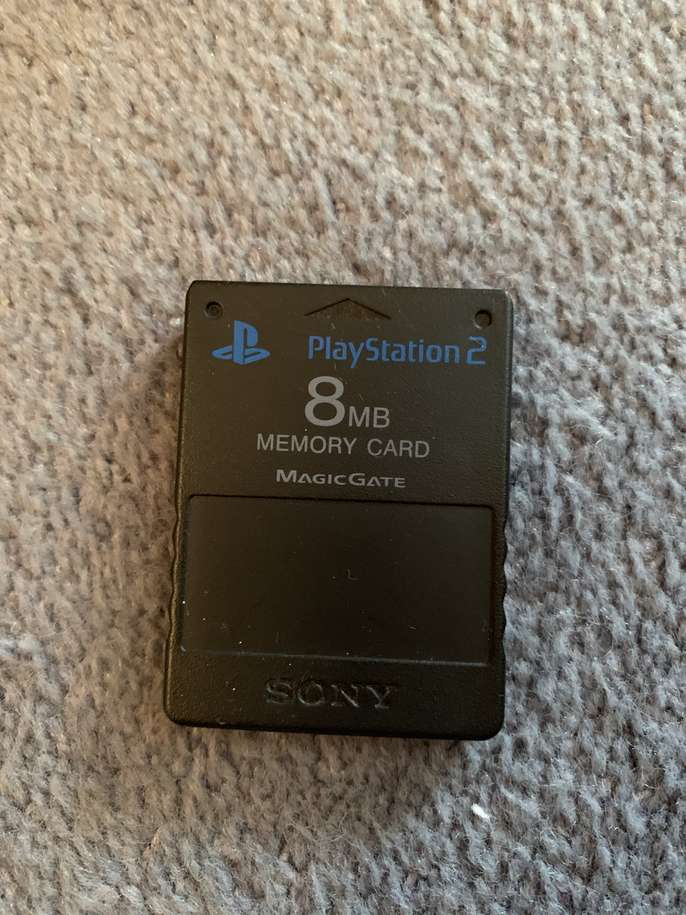 PlayStation 2
8MB
MEMORY CARD
MAGICGATE
SONY